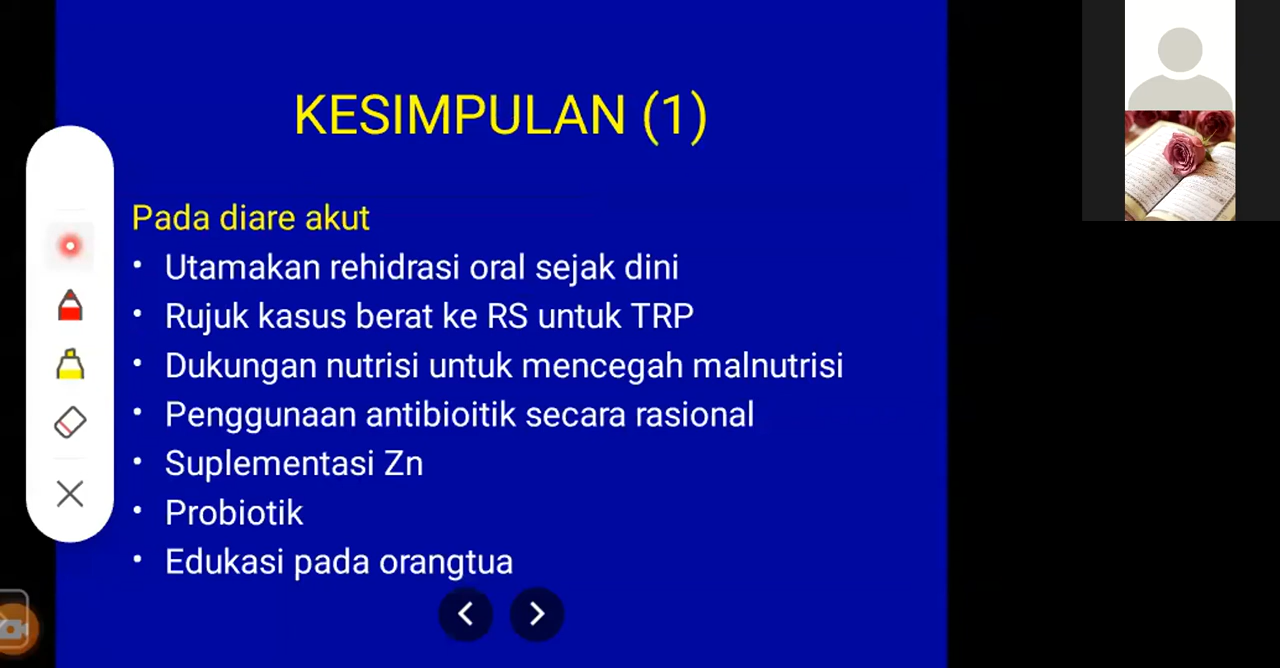 KESIMPULAN (1)
Pada diare akut
• Utamakan rehidrasi oral sejak dini
• Rujuk kasus berat ke RS untuk TRP
• Dukungan nutrisi untuk mencegah malnutrisi
• Penggunaan antibioitik secara rasional
• Suplementasi Zn
• Probiotik
• Edukasi pada orangtua